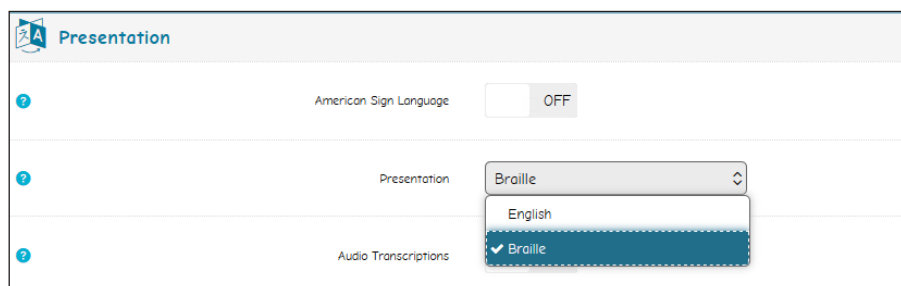 Presentation
American Sign Language
OFF
Presentation
Braille
English
Braille
Audio Transcriptions